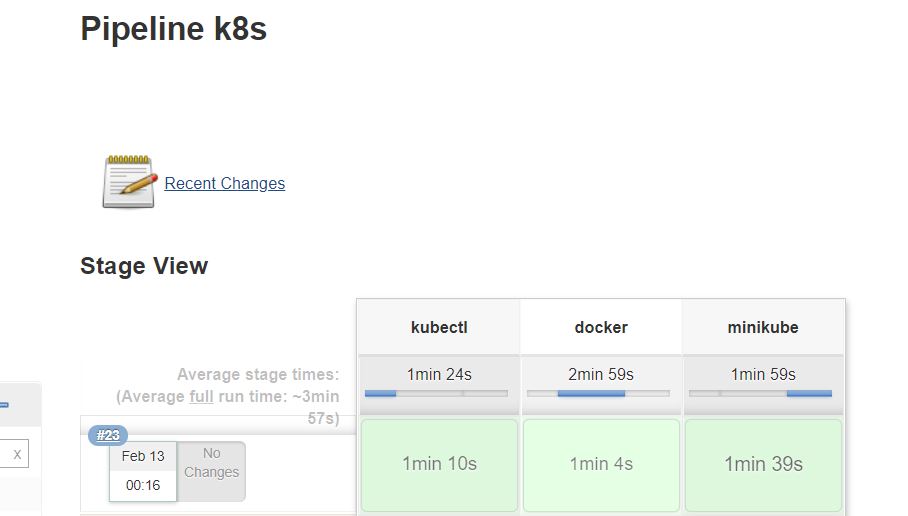 Pipeline k8s
Recent Changes
Stage View
kubectl docker minikube
Average stage times: 1min 24s 2min 59s 1min 59s
(Average full run time: ~3min
57s)
#23
Feb 13 No
Changes 1min 10s 1min 4s 1min 39s
00:16
x